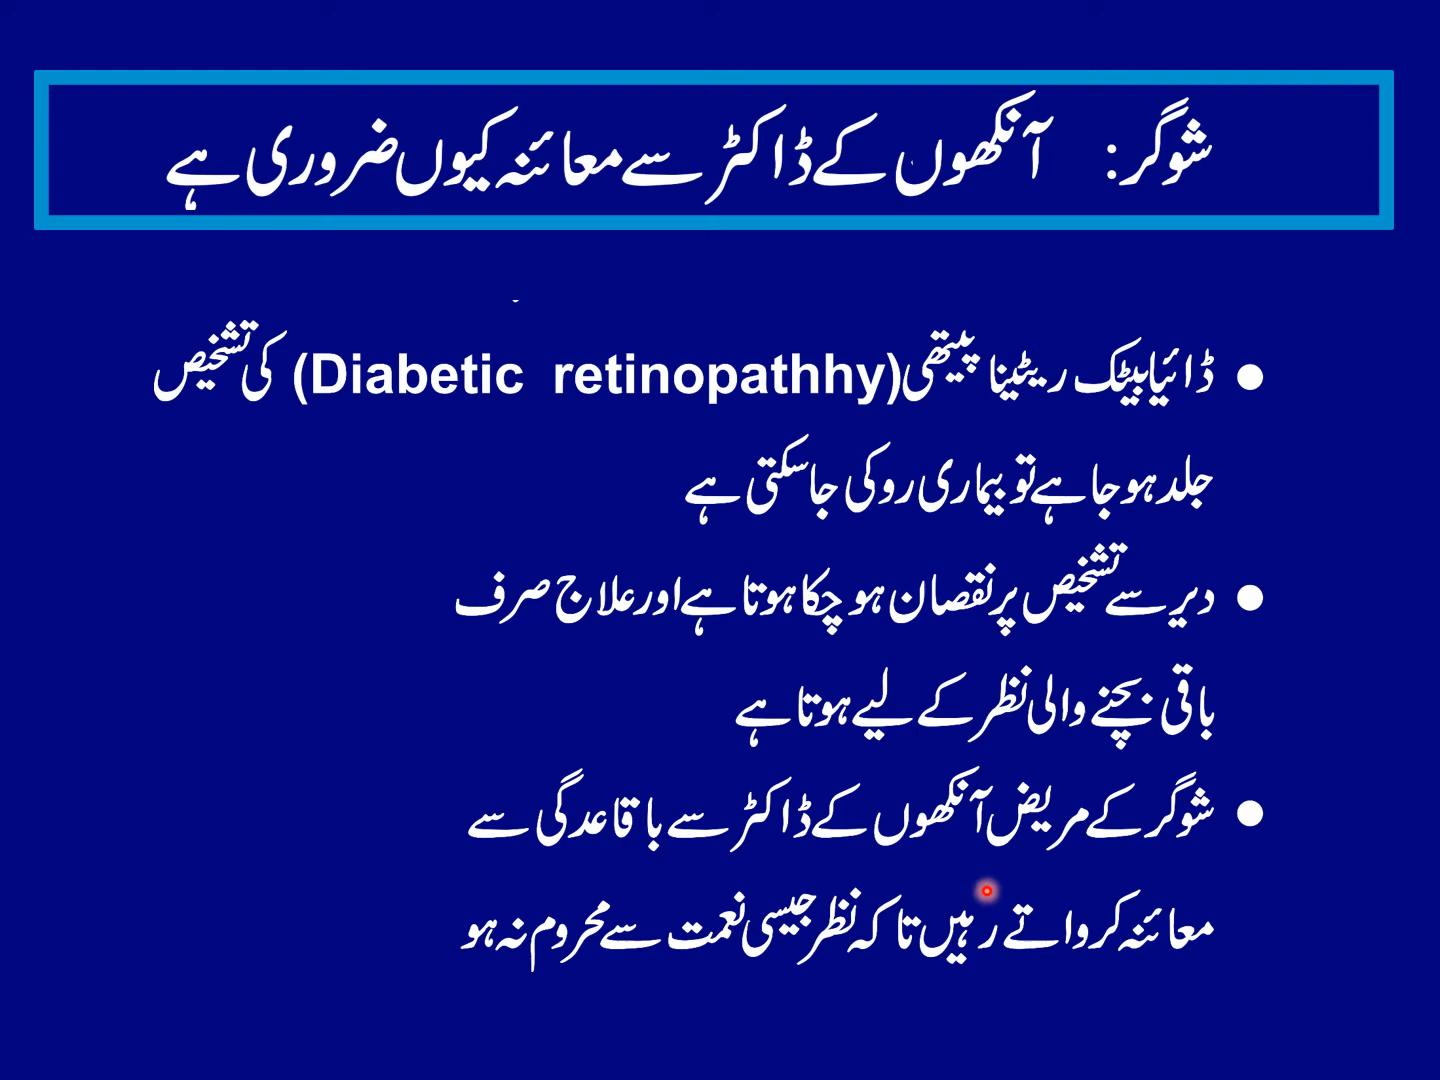 شوگر: آنکھوں کے ڈاکٹر سے معائنہ کیوں ضروری ہے
• ڈائیابیٹک ریٹینا پیتھی (Diabetic retinopathhy) کی تشخیص
جلد ہو جا ہے تو بیماری روکی جا سکتی ہے
• دیر سے تشخیص پر نقصان ہو چکا ہوتا ہے اور علاج صرف
باقی بچنے والی نظر کے لیے ہوتا ہے
• شوگر کے مریض آنکھوں کے ڈاکٹر سے باقاعدگی سے
معائنہ کرواتے رہیں تاکہ نظر جیسی نعمت سے محروم نہ ہو